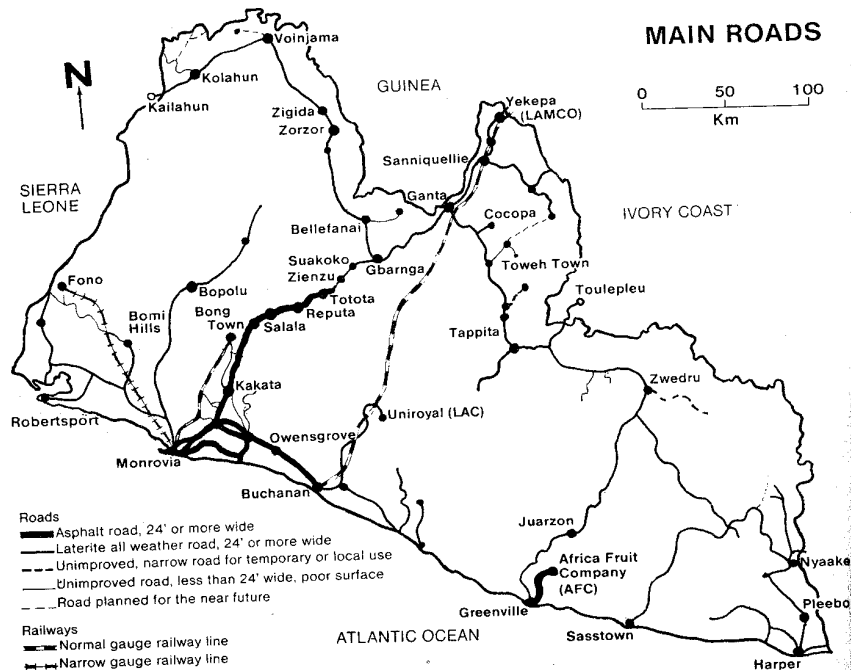 MAIN ROADS
N
0 50 100
Km
Voinjama
Kolahun
Kailahun
GUINEA
Zigida
Zorzor
Yekepa
(LAMCO)
Sanniquellie
SIERRA
LEONE
Ganta
Cocopa
IVORY COAST
Bellefanai
Suakoko
Zienzu
Gbarnga
Toweh Town
Toulepleu
Fono
Bopolu
Totota
Reputa
Salala
Bomi
Hills
Bong
Town
Tappita
Kakata
Zwedru
Robertsport
Uniroyal (LAC)
Owensgrove
Monrovia
Buchanan
Juarzon
Africa Fruit
Company
(AFC)
Nyaake
Greenville
Pleebo
Sasstown
Harper
ATLANTIC OCEAN
Roads
Asphalt road, 24' or more wide
Laterite all weather road, 24' or more wide
Unimproved, narrow road for temporary or local use
Unimproved road, less than 24' wide, poor surface
Road planned for the near future
Railways
Normal gauge railway line
Narrow gauge railway line